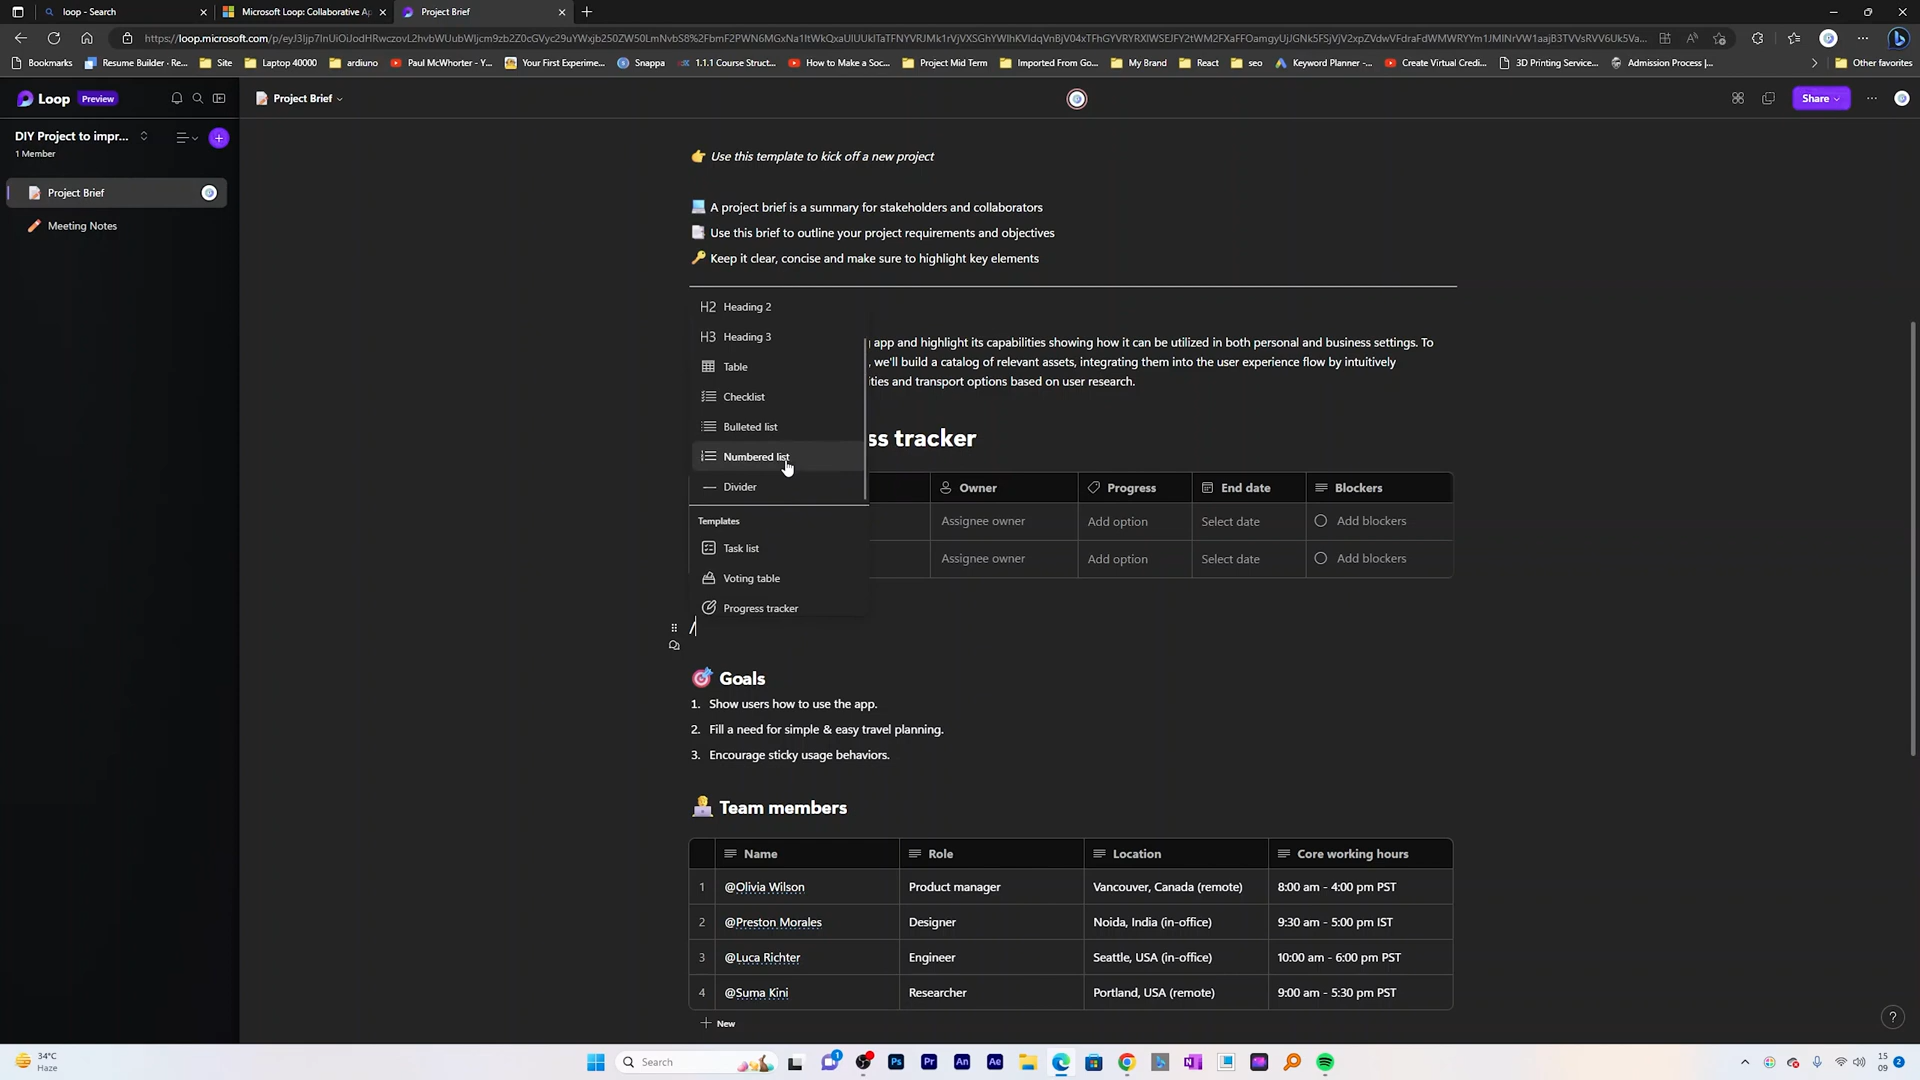 loop - Search
Microsoft Loop: Collaborative Ap
Project Brief
https://loop.microsoft.com/p/
Bookmarks
Resume Builder - Re...
Site
Laptop 40000
ardiuno
Paul McWhorter - Y...
Your First Experime...
Snappa
1.1.1 Course Struct...
How to Make a Soc...
Project Mid Term
Imported From Go...
My Brand
React
seo
Keyword Planner -...
Create Virtual Credi...
3D Printing Service...
Admission Process |...
Other favorites
Loop Preview
Project Brief
Share
DIY Project to impr...
1 Member
Project Brief
Meeting Notes
Use this template to kick off a new project
A project brief is a summary for stakeholders and collaborators
Use this brief to outline your project requirements and objectives
Keep it clear, concise and make sure to highlight key elements
H2 Heading 2
H3 Heading 3
Table
Checklist
Bulleted list
Numbered list
Divider
Templates
Task list
Voting table
Progress tracker
app and highlight its capabilities showing how it can be utilized in both personal and business settings. To
, we'll build a catalog of relevant assets, integrating them into the user experience flow by intuitively
ities and transport options based on user research.
ss tracker
Owner Progress End date Blockers
Assignee owner Add option Select date Add blockers
Assignee owner Add option Select date Add blockers
/
Goals
1. Show users how to use the app.
2. Fill a need for simple & easy travel planning.
3. Encourage sticky usage behaviors.
Team members
Name Role Location Core working hours
1 @Olivia Wilson Product manager Vancouver, Canada (remote) 8:00 am - 4:00 pm PST
2 @Preston Morales Designer Noida, India (in-office) 9:30 am - 5:00 pm IST
3 @Luca Richter Engineer Seattle, USA (in-office) 10:00 am - 6:00 pm PST
4 @Suma Kini Researcher Portland, USA (remote) 9:00 am - 5:30 pm PST
New
?
34°C
Haze
Search
1
Ps
Pr
An
Ae
15
09
2